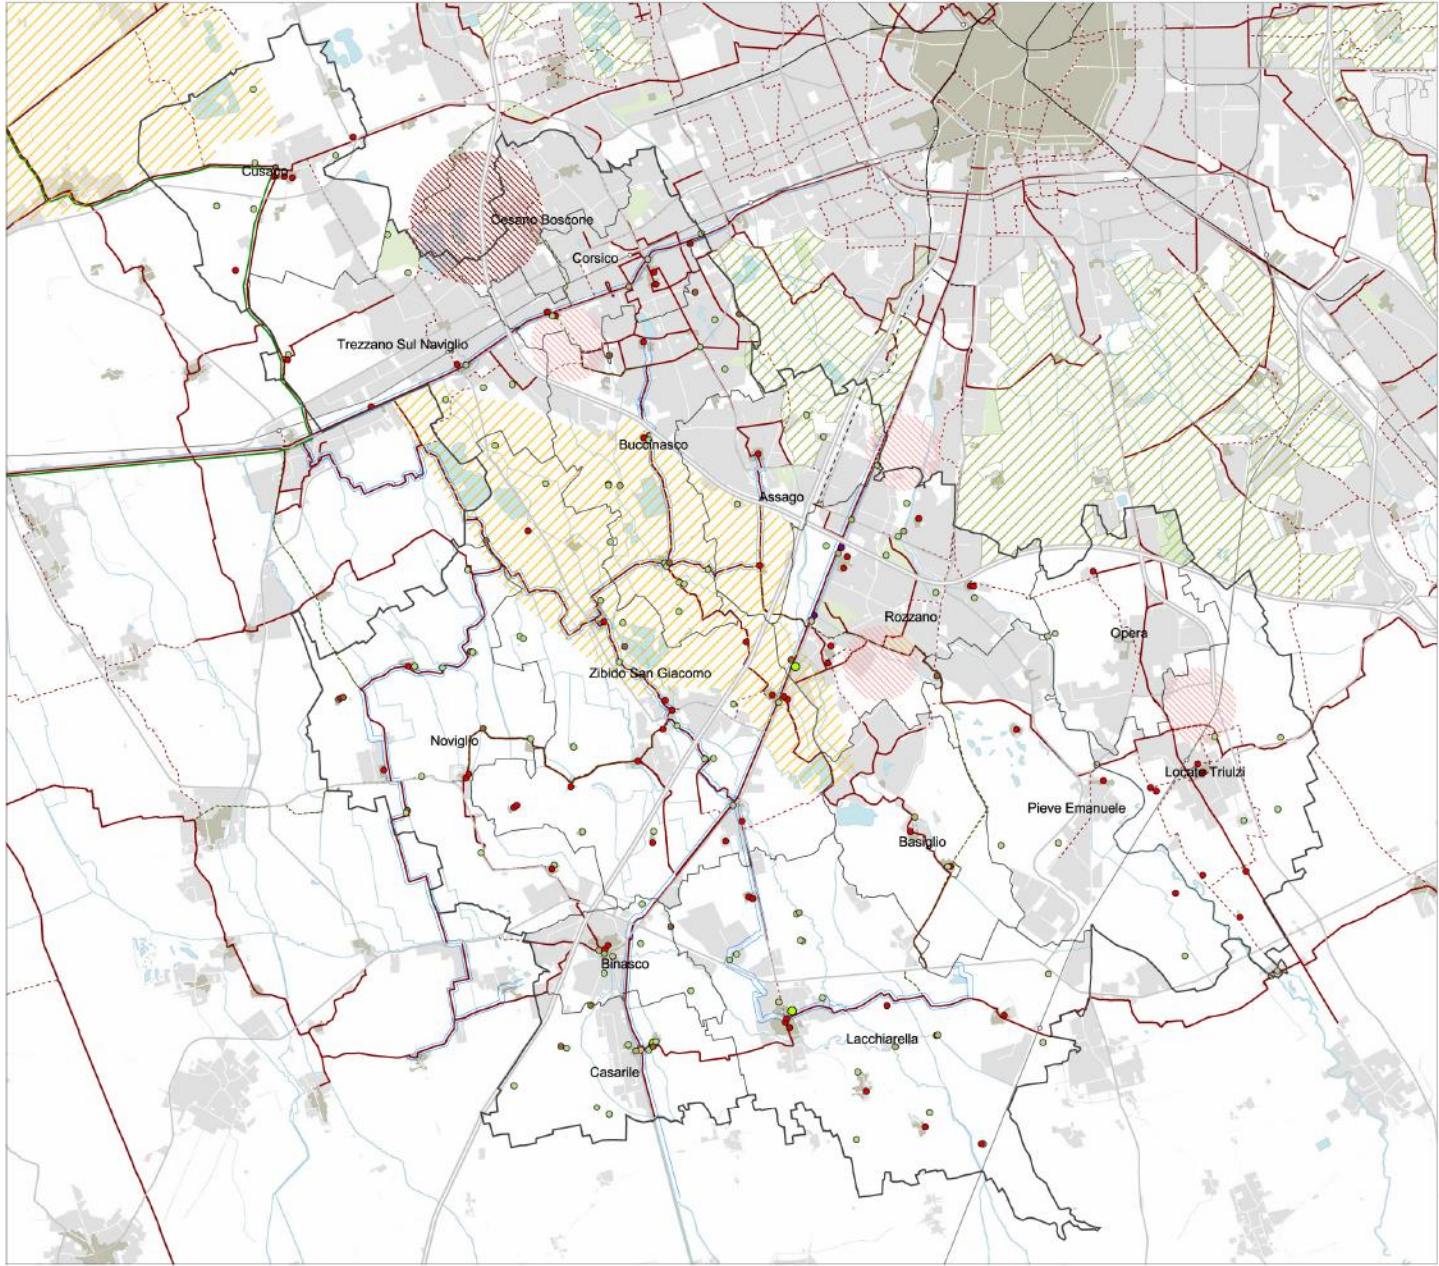 Cusago
Cesano Boscone
Corsico
Trezzano Sul Naviglio
Buccinasco
Assago
Rozzano
Opera
Zibido San Giacomo
Noviglio
Locate Triulzi
Pieve Emanuele
Basiglio
Binasco
Lacchiarella
Casarile